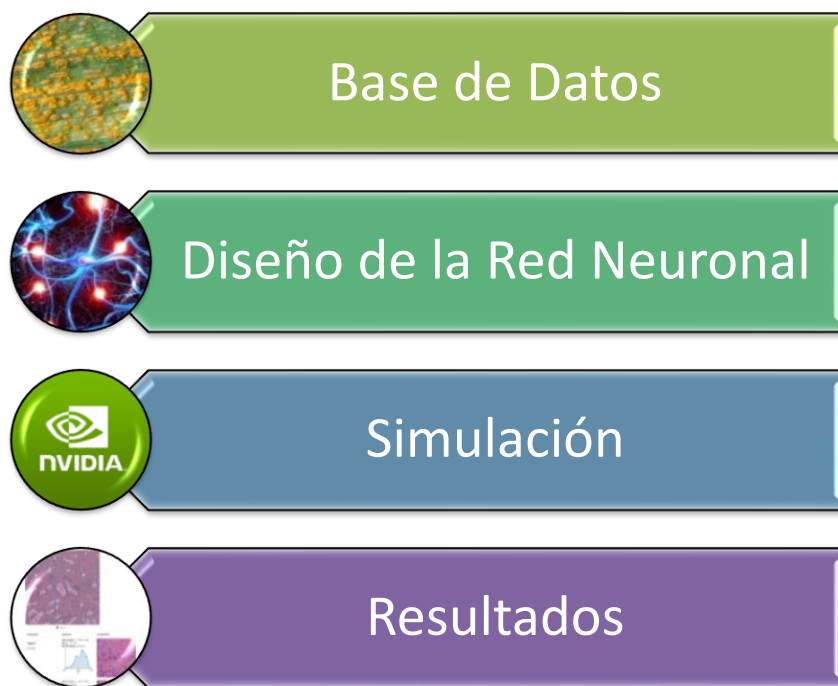 Base de Datos
Diseño de la Red Neuronal
Simulación
NVIDIA
Resultados